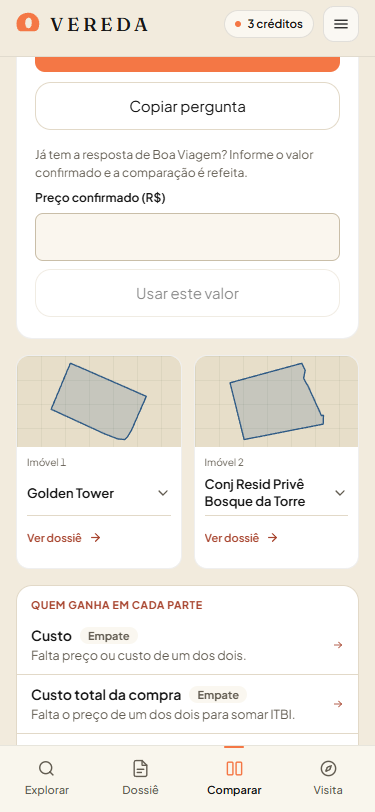 VEREDA
3 créditos
Copiar pergunta
Já tem a resposta de Boa Viagem? Informe o valor
confirmado e a comparação é refeita.
Preço confirmado (R$)
Usar este valor
Imóvel 1
Golden Tower
Ver dossiê
Imóvel 2
Conj Resid Privê
Bosque da Torre
Ver dossiê
QUEM GANHA EM CADA PARTE
Custo Empate
Falta preço ou custo de um dos dois.
Custo total da compra Empate
Falta o preço de um dos dois para somar ITBI.
Explorar
Dossiê
Comparar
Visita